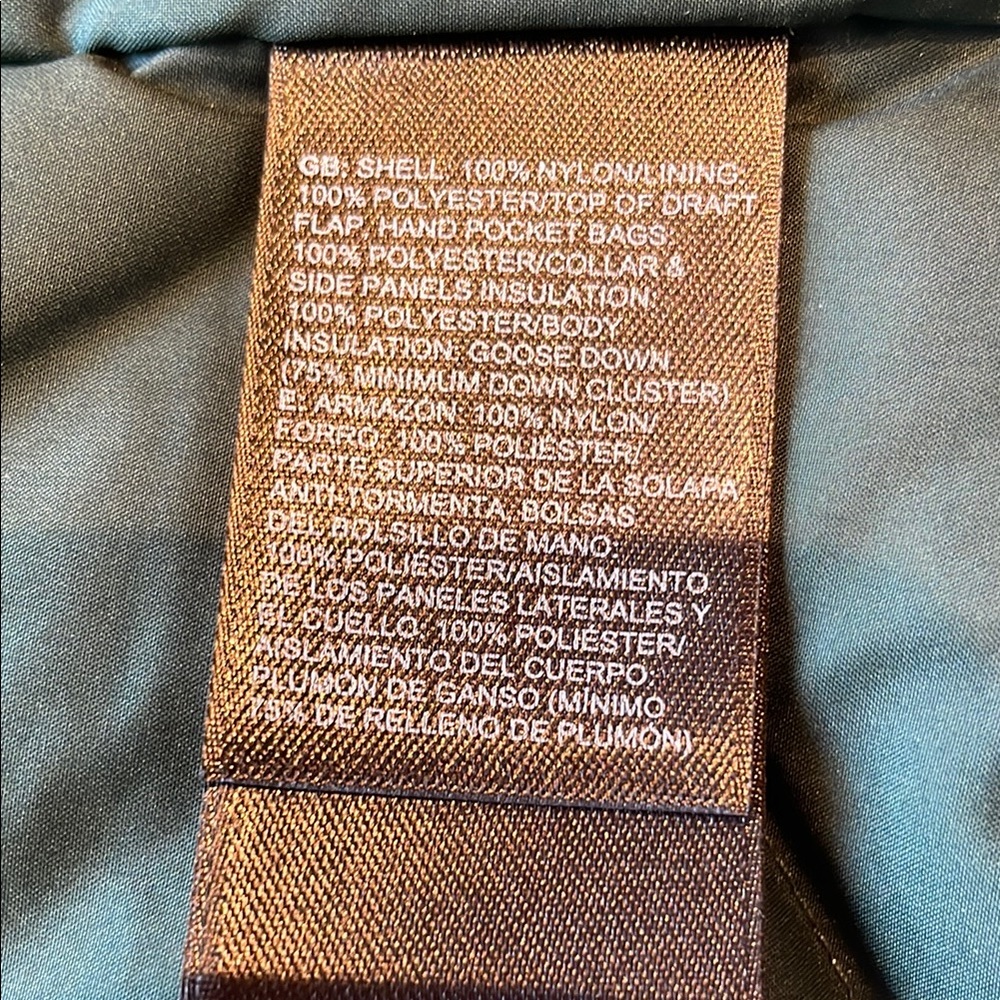 GB: SHELL: 100% NYLON/LINING:
100% POLYESTER/TOP OF DRAFT
FLAP, HAND POCKET BAGS:
100% POLYESTER/COLLAR &
SIDE PANELS INSULATION:
100% POLYESTER/BODY
INSULATION: GOOSE DOWN
(75% MINIMUM DOWN CLUSTER)
E: ARMAZÓN: 100% NYLON/
FORRO: 100% POLIÉSTER/
PARTE SUPERIOR DE LA SOLAPA
ANTI-TORMENTA, BOLSAS
DEL BOLSILLO DE MANO:
100% POLIÉSTER/AISLAMIENTO
DE LOS PANELES LATERALES Y
EL CUELLO: 100% POLIÉSTER/
AISLAMIENTO DEL CUERPO:
PLUMÓN DE GANSO (MÍNIMO
75% DE RELLENO DE PLUMÓN)